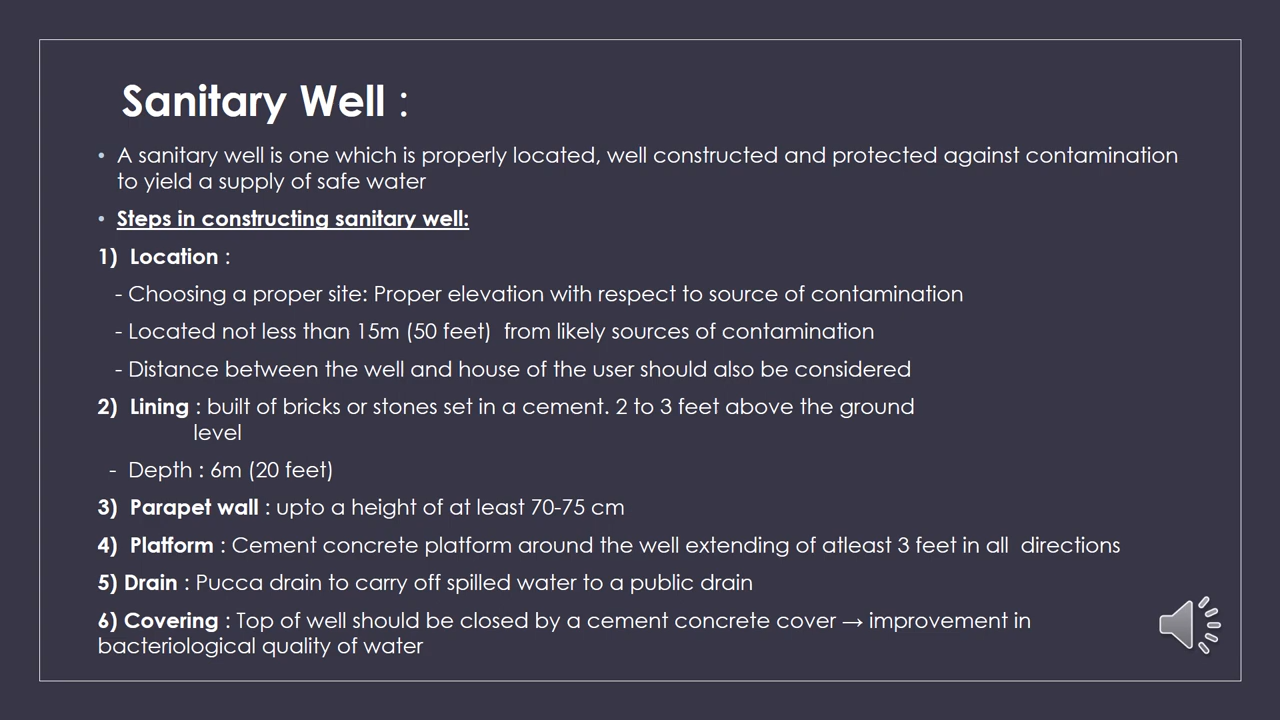 Sanitary Well :
• A sanitary well is one which is properly located, well constructed and protected against contamination
to yield a supply of safe water
• Steps in constructing sanitary well:
1) Location :
- Choosing a proper site: Proper elevation with respect to source of contamination
- Located not less than 15m (50 feet) from likely sources of contamination
- Distance between the well and house of the user should also be considered
2) Lining : built of bricks or stones set in a cement. 2 to 3 feet above the ground
level
- Depth : 6m (20 feet)
3) Parapet wall : upto a height of at least 70-75 cm
4) Platform : Cement concrete platform around the well extending of atleast 3 feet in all directions
5) Drain : Pucca drain to carry off spilled water to a public drain
6) Covering : Top of well should be closed by a cement concrete cover → improvement in
bacteriological quality of water